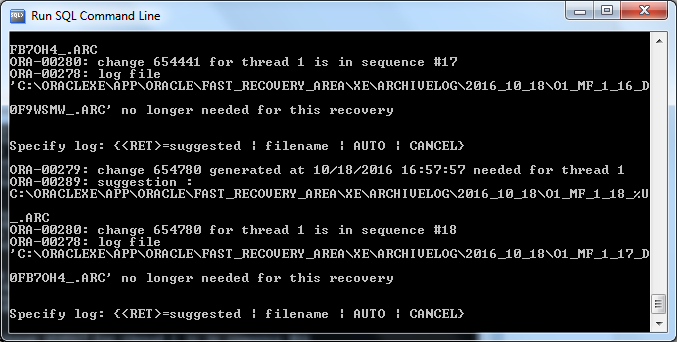 Run SQL Command Line
FB7OH4_.ARC
ORA-00280: change 654441 for thread 1 is in sequence #17
ORA-00278: log file
'C:\ORACLEXE\APP\ORACLE\FAST_RECOVERY_AREA\XE\ARCHIVELOG\2016_10_18\O1_MF_1_16_D
0F9WSMW_.ARC' no longer needed for this recovery
Specify log: {<RET>=suggested | filename | AUTO | CANCEL}
ORA-00279: change 654780 generated at 10/18/2016 16:57:57 needed for thread 1
ORA-00289: suggestion :
C:\ORACLEXE\APP\ORACLE\FAST_RECOVERY_AREA\XE\ARCHIVELOG\2016_10_18\O1_MF_1_18_%U
_.ARC
ORA-00280: change 654780 for thread 1 is in sequence #18
ORA-00278: log file
'C:\ORACLEXE\APP\ORACLE\FAST_RECOVERY_AREA\XE\ARCHIVELOG\2016_10_18\O1_MF_1_17_D
0FB7OH4_.ARC' no longer needed for this recovery
Specify log: {<RET>=suggested | filename | AUTO | CANCEL}